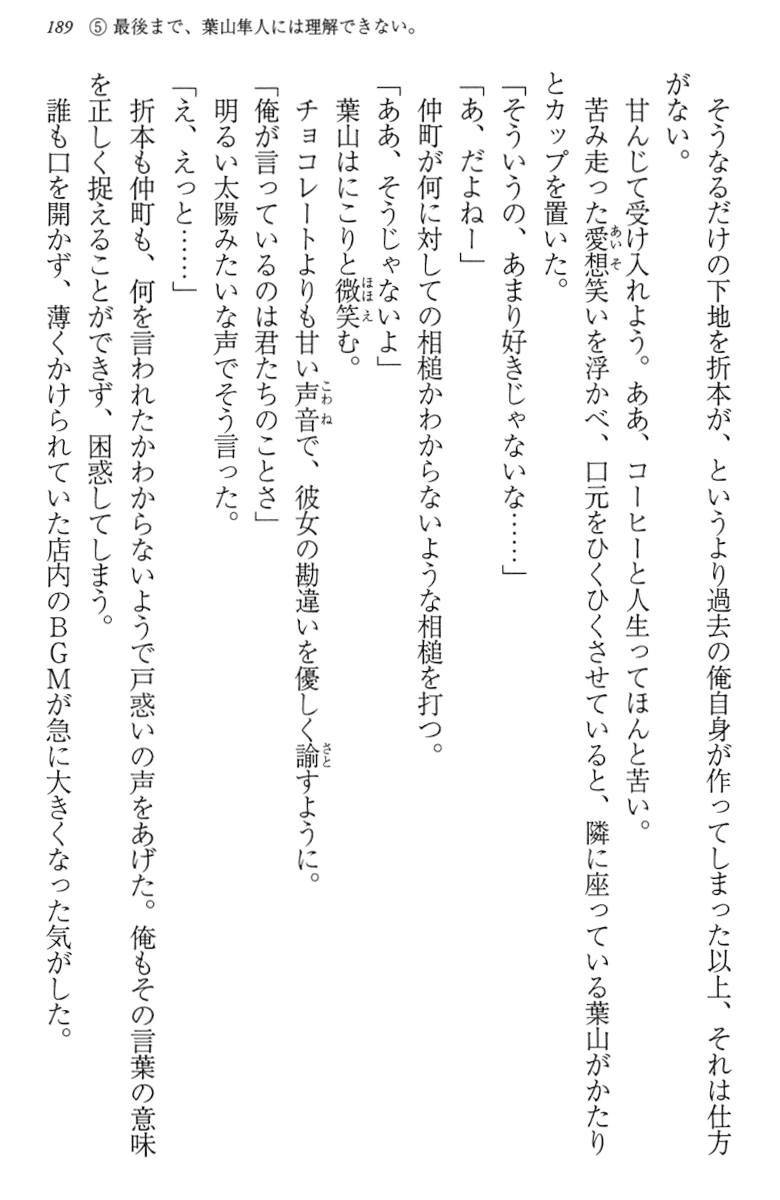 189 ⑤ 最後まで、葉山隼人には理解できない。
　そうなるだけの下地を折本が、というより過去の俺自身が作ってしまった以上、それは仕方
がない。
　甘んじて受け入れよう。ああ、コーヒーと人生ってほんと苦い。
　苦み走った愛想笑いを浮かべ、口元をひくひくさせていると、隣に座っている葉山がかたり
とカップを置いた。
「そういうの、あまり好きじゃないな……」
「あ、だよねー」
　仲町が何に対しての相槌かわからないような相槌を打つ。
「ああ、そうじゃないよ」
　葉山はにこりと微笑む。
　チョコレートよりも甘い声音で、彼女の勘違いを優しく諭すように。
「俺が言っているのは君たちのことさ」
　明るい太陽みたいな声でそう言った。
「え、えっと……」
　折本も仲町も、何を言われたかわからないようで戸惑いの声をあげた。俺もその言葉の意味
を正しく捉えることができず、困惑してしまう。
　誰も口を開かず、薄くかけられていた店内のＢＧＭが急に大きくなった気がした。